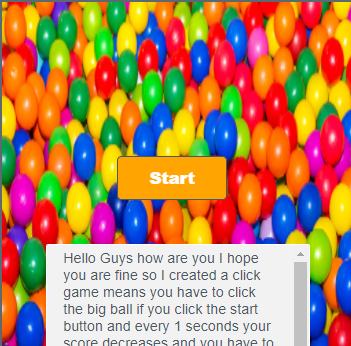 Start
Hello Guys how are you I hope
you are fine so I created a click
game means you have to click
the big ball if you click the start
button and every 1 seconds your
score decreases and you have to